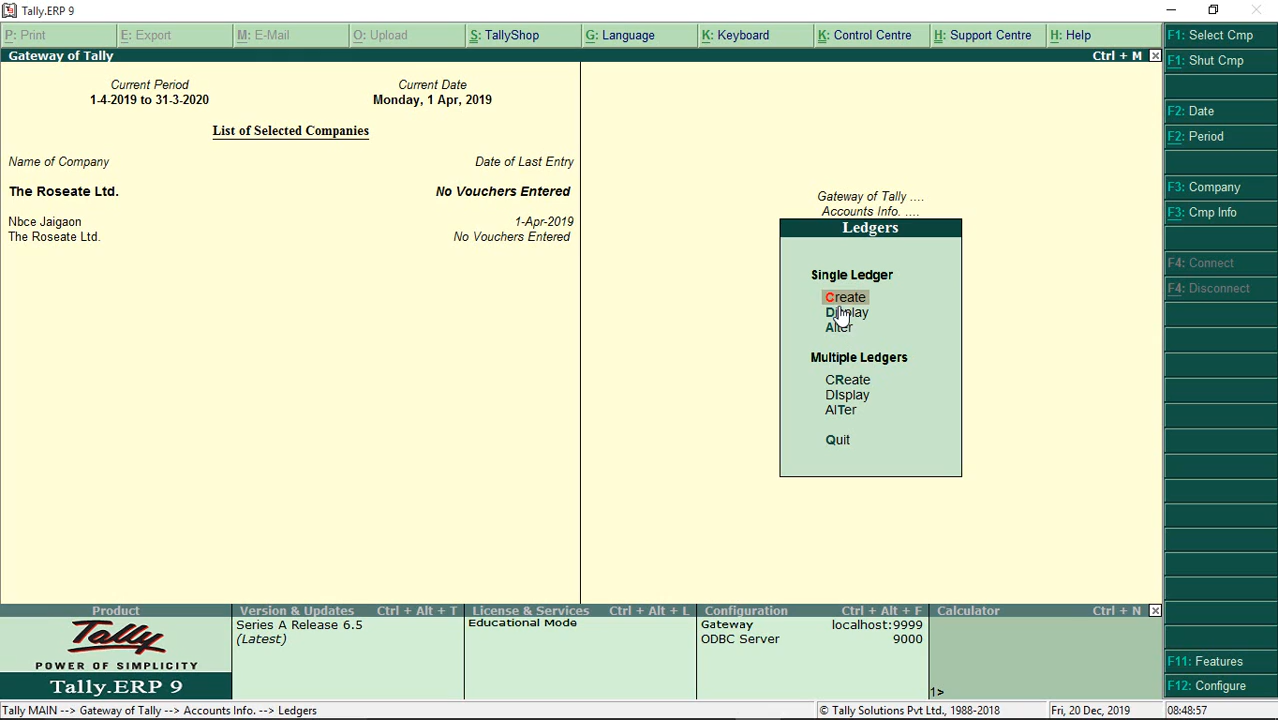 Tally.ERP 9
P: Print
E: Export
M: E-Mail
O: Upload
S: TallyShop
G: Language
K: Keyboard
K: Control Centre
H: Support Centre
H: Help
Gateway of Tally
Ctrl + M
Current Period
1-4-2019 to 31-3-2020
Current Date
Monday, 1 Apr, 2019
List of Selected Companies
Name of Company
Date of Last Entry
The Roseate Ltd.
No Vouchers Entered
Nbce Jaigaon
1-Apr-2019
The Roseate Ltd.
No Vouchers Entered
Gateway of Tally ....
Accounts Info. ....
Ledgers
Single Ledger
Create
Display
Alter
Multiple Ledgers
CReate
DIsplay
AlTer
Quit
F1: Select Cmp
F1: Shut Cmp
F2: Date
F2: Period
F3: Company
F3: Cmp Info
F4: Connect
F4: Disconnect
F11: Features
F12: Configure
Product
Tally
POWER OF SIMPLICITY
Tally.ERP 9
Version & Updates
Ctrl + Alt + T
Series A Release 6.5
(Latest)
License & Services
Ctrl + Alt + L
Educational Mode
Configuration
Ctrl + Alt + F
Gateway
localhost:9999
ODBC Server
9000
Calculator
Ctrl + N
1>
Tally MAIN --> Gateway of Tally --> Accounts Info. --> Ledgers
© Tally Solutions Pvt Ltd., 1988-2018
Fri, 20 Dec, 2019
08:48:57